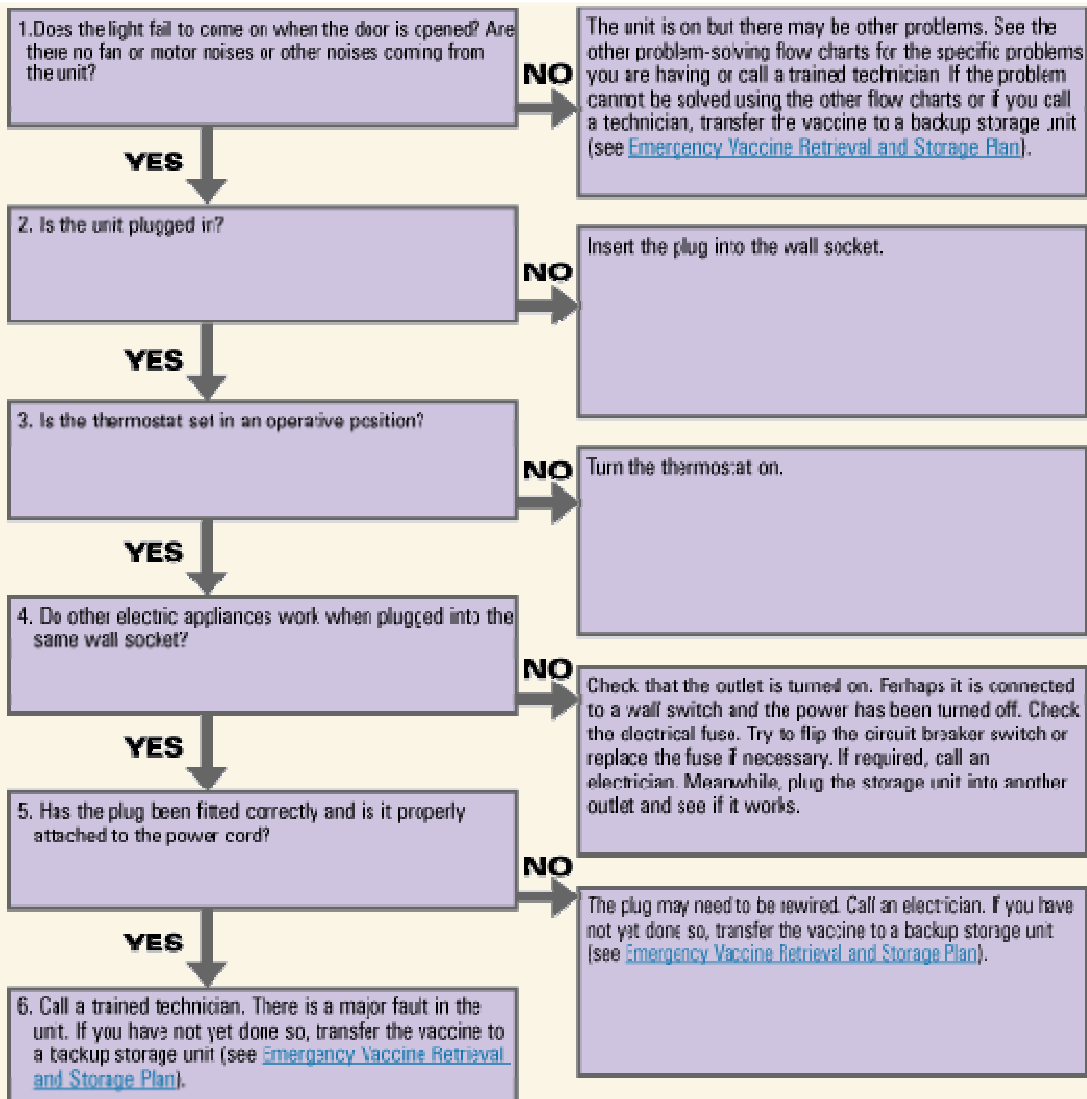 1.Does the light fail to come on when the door is opened? Are
there no fan or motor noises or other noises coming from
the unit?
NO
The unit is on but there may be other problems. See the
other problem-solving flow charts for the specific problems
you are having or call a trained technician. If the problem
cannot be solved using the other flow charts or if you call
a technician, transfer the vaccine to a backup storage unit
(see Emergency Vaccine Retrieval and Storage Plan).
YES
2. Is the unit plugged in?
NO
Insert the plug into the wall socket.
YES
3. Is the thermostat set in an operative position?
NO
Turn the thermostat on.
YES
4. Do other electric appliances work when plugged into the
same wall socket?
NO
Check that the outlet is turned on. Perhaps it is connected
to a wall switch and the power has been turned off. Check
the electrical fuse. Try to flip the circuit breaker switch or
replace the fuse if necessary. If required, call an
electrician. Meanwhile, plug the storage unit into another
outlet and see if it works.
YES
5. Has the plug been fitted correctly and is it properly
attached to the power cord?
NO
The plug may need to be rewired. Call an electrician. If you have
not yet done so, transfer the vaccine to a backup storage unit
(see Emergency Vaccine Retrieval and Storage Plan).
YES
6. Call a trained technician. There is a major fault in the
unit. If you have not yet done so, transfer the vaccine to
a backup storage unit (see Emergency Vaccine Retrieval
and Storage Plan).